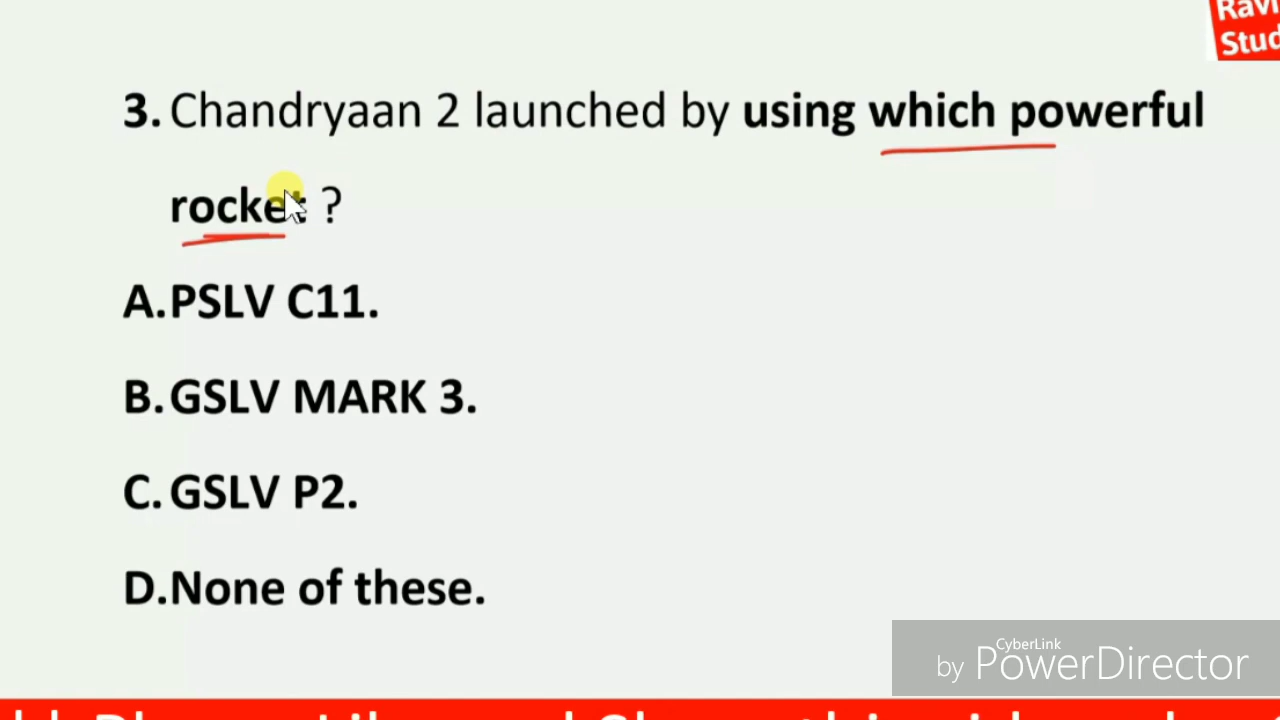 Stud
3. Chandryaan 2 launched by using which powerful
rocket ?
A. PSLV C11.
B. GSLV MARK 3.
C. GSLV P2.
D. None of these.
CyberLink
by PowerDirector